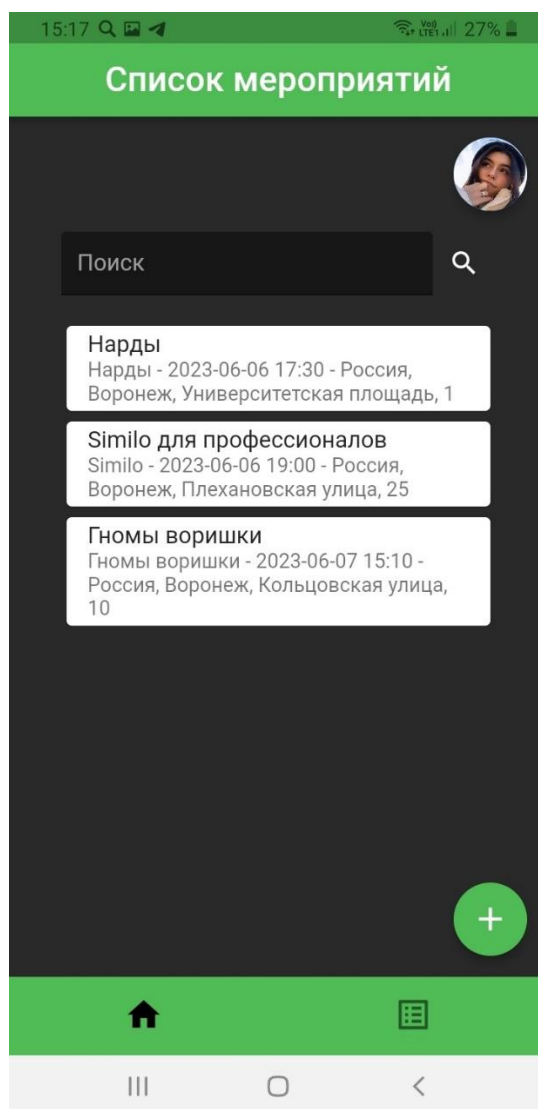 15:17 27%
Vo)) LTE1
Список мероприятий
Поиск
Нарды
Нарды - 2023-06-06 17:30 - Россия,
Воронеж, Университетская площадь, 1
Similo для профессионалов
Similo - 2023-06-06 19:00 - Россия,
Воронеж, Плехановская улица, 25
Гномы воришки
Гномы воришки - 2023-06-07 15:10 -
Россия, Воронеж, Кольцовская улица,
10